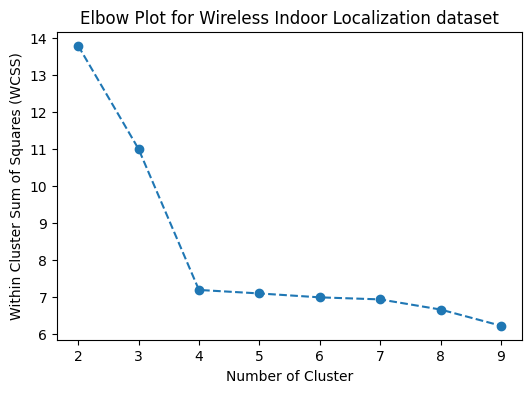 Elbow Plot for Wireless Indoor Localization dataset
Within Cluster Sum of Squares (WCSS)
14
13
12
11
10
9
8
7
6
2 3 4 5 6 7 8 9
Number of Cluster